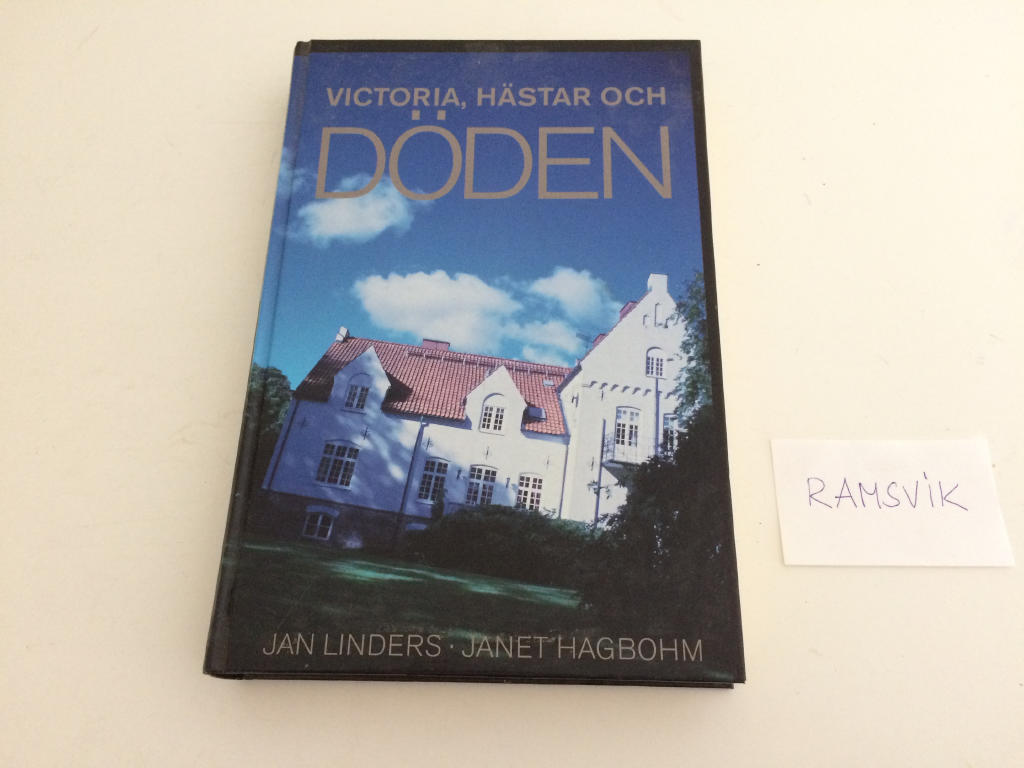 VICTORIA, HÄSTAR OCH
DÖDEN
JAN LINDERS · JANET HAGBOHM
RAMSVIK